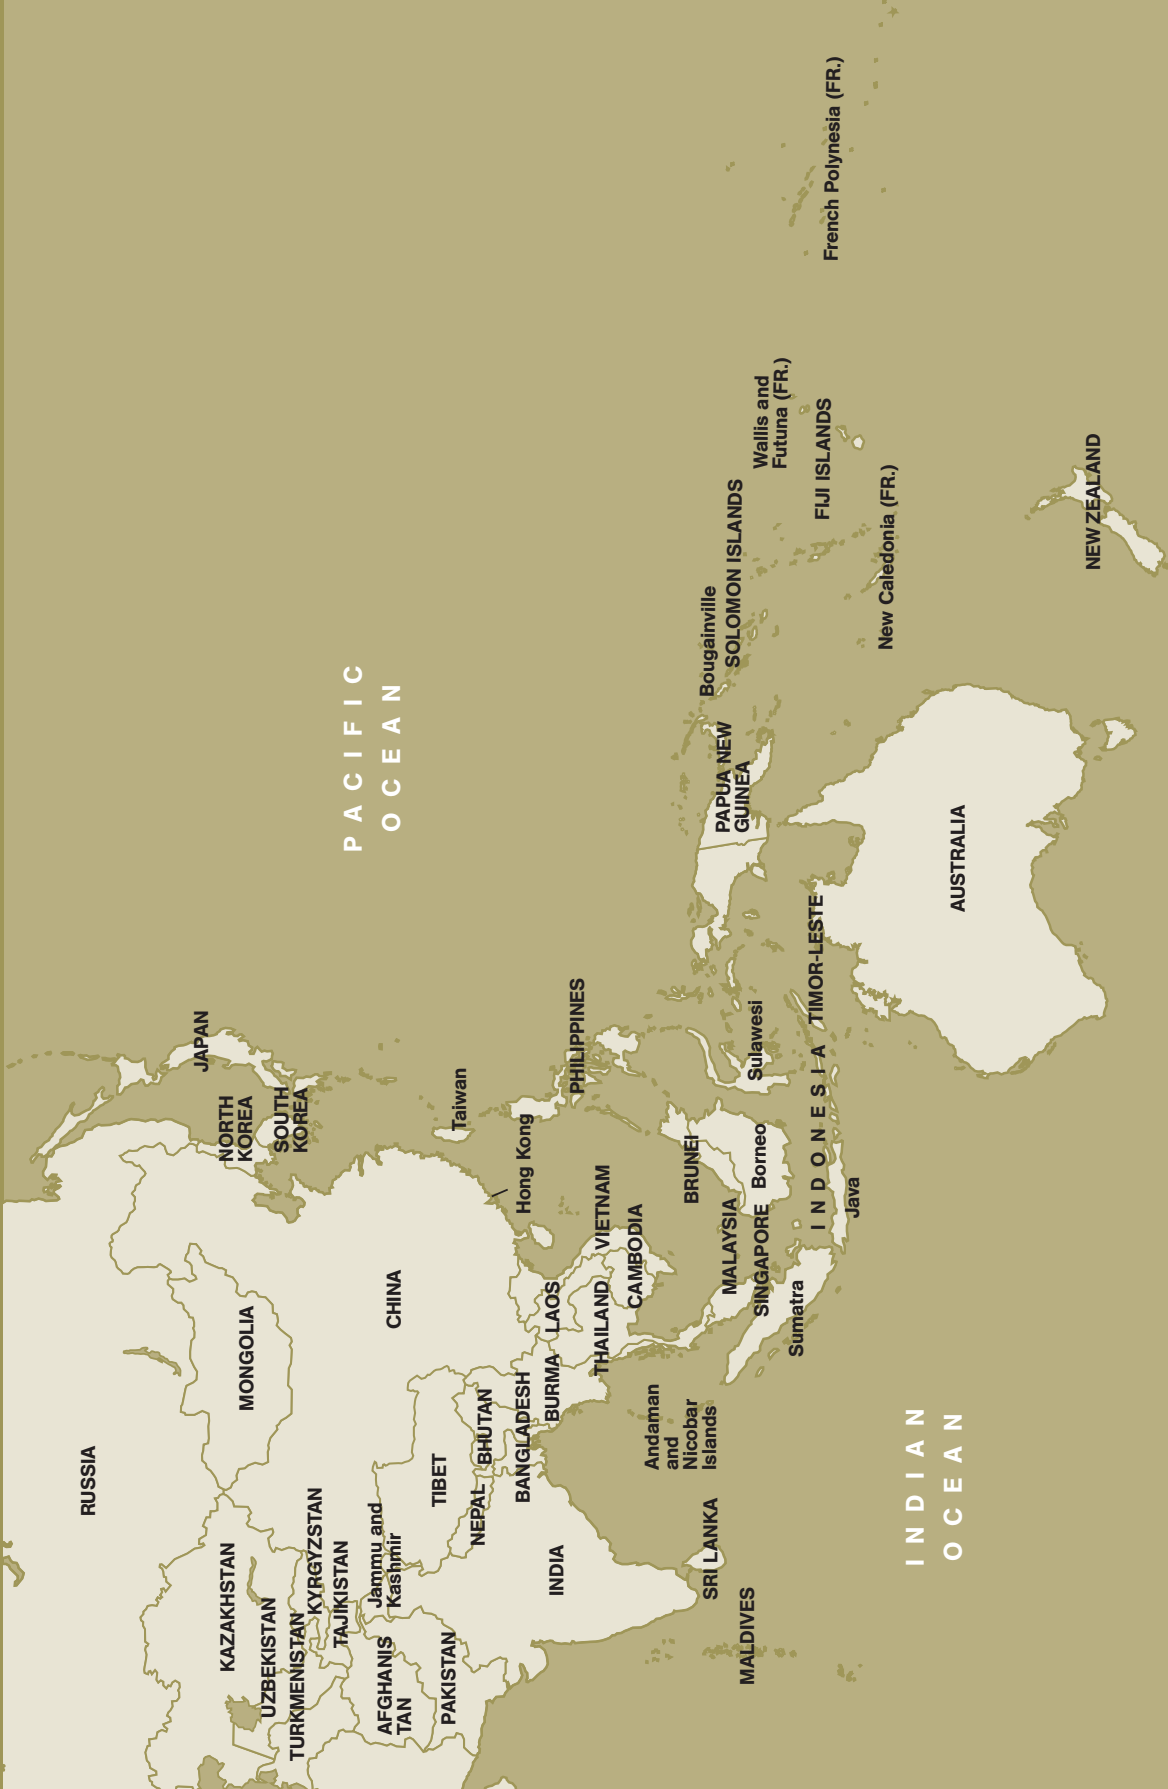 RUSSIA
JAPAN
NORTH
KOREA
SOUTH
KOREA
MONGOLIA
KAZAKHSTAN
UZBEKISTAN
TURKMENISTAN
KYRGYZSTAN
TAJIKISTAN
Jammu and
Kashmir
AFGHANIS
TAN
PAKISTAN
CHINA
TIBET
NEPAL
BHUTAN
BANGLADESH
INDIA
BURMA
LAOS
THAILAND
VIETNAM
CAMBODIA
Taiwan
Hong Kong
PHILIPPINES
PACIFIC
OCEAN
Andaman
and
Nicobar
Islands
SRI LANKA
MALDIVES
BRUNEI
MALAYSIA
SINGAPORE
Borneo
Sulawesi
Sumatra
INDONESIA
Java
TIMOR-LESTE
PAPUA NEW
GUINEA
Bougainville
SOLOMON ISLANDS
Wallis and
Futuna (FR.)
FIJI ISLANDS
New Caledonia (FR.)
French Polynesia (FR.)
INDIAN
OCEAN
AUSTRALIA
NEW ZEALAND